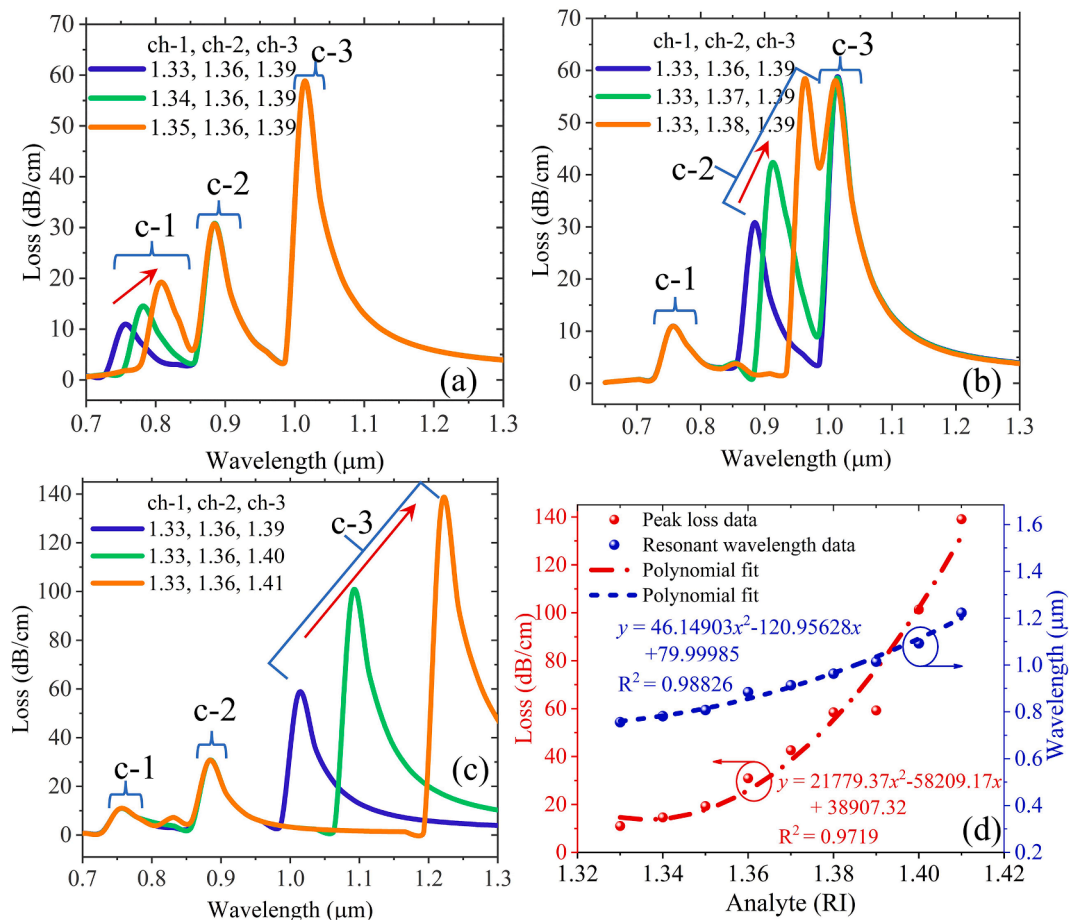 70
60
50
40
30
20
10
0
Loss (dB/cm)
ch-1, ch-2, ch-3
1.33, 1.36, 1.39
1.34, 1.36, 1.39
1.35, 1.36, 1.39
c-3
c-2
c-1
(a)
0.7 0.8 0.9 1.0 1.1 1.2 1.3
Wavelength (μm)
70
60
50
40
30
20
10
0
Loss (dB/cm)
ch-1, ch-2, ch-3
1.33, 1.36, 1.39
1.33, 1.37, 1.39
1.33, 1.38, 1.39
c-3
c-2
c-1
(b)
0.7 0.8 0.9 1.0 1.1 1.2 1.3
Wavelength (μm)
140
120
100
80
60
40
20
0
Loss (dB/cm)
ch-1, ch-2, ch-3
1.33, 1.36, 1.39
1.33, 1.36, 1.40
1.33, 1.36, 1.41
c-3
c-2
c-1
(c)
0.7 0.8 0.9 1.0 1.1 1.2 1.3
Wavelength (μm)
140
120
100
80
60
40
20
0
Loss (dB/cm)
Peak loss data
Resonant wavelength data
Polynomial fit
Polynomial fit
y = 46.14903x²-120.95628x
+79.99985
R² = 0.98826
y = 21779.37x²-58209.17x
+ 38907.32
R² = 0.9719
(d)
1.6
1.4
1.2
1.0
0.8
0.6
0.4
0.2
Wavelength (μm)
1.32 1.34 1.36 1.38 1.40 1.42
Analyte (RI)